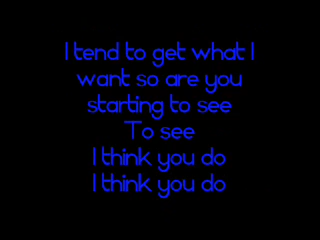 I tend to get what I
want so are you
starting to see
To see
I think you do
I think you do